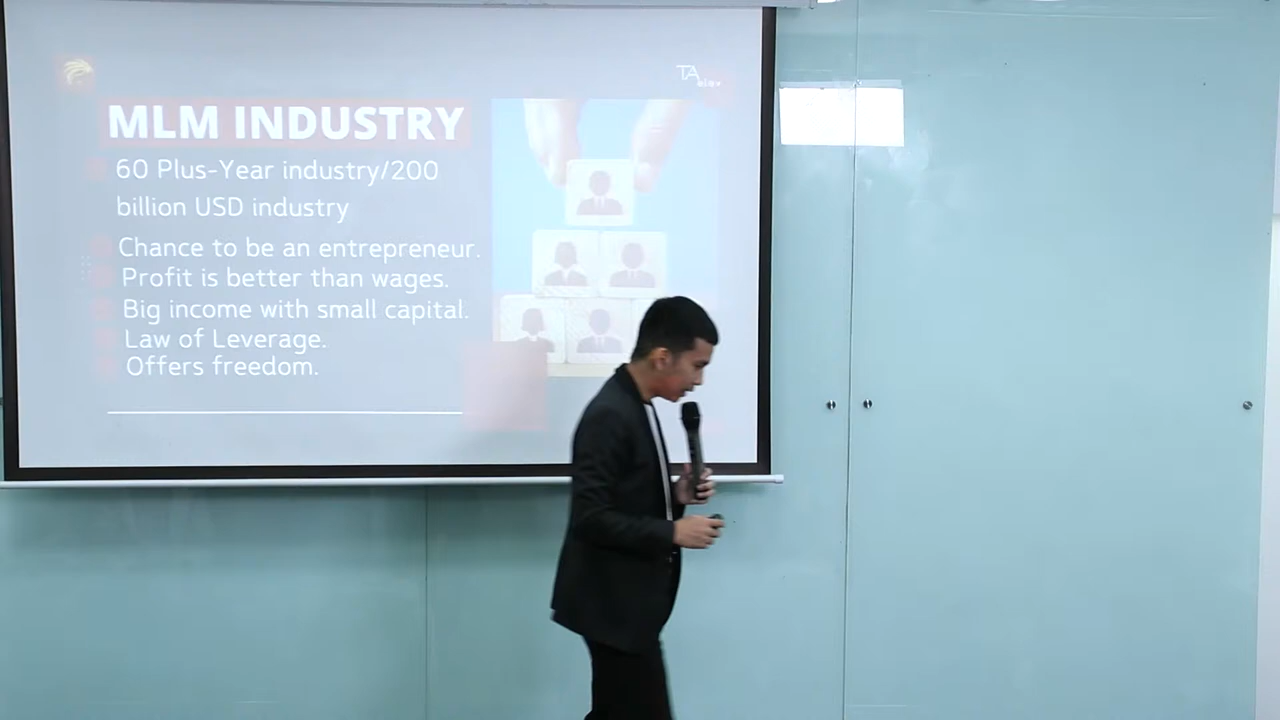 TA
MLM INDUSTRY
60 Plus-Year industry/200
billion USD industry
Chance to be an entrepreneur.
Profit is better than wages.
Big income with small capital.
Law of Leverage.
Offers freedom.